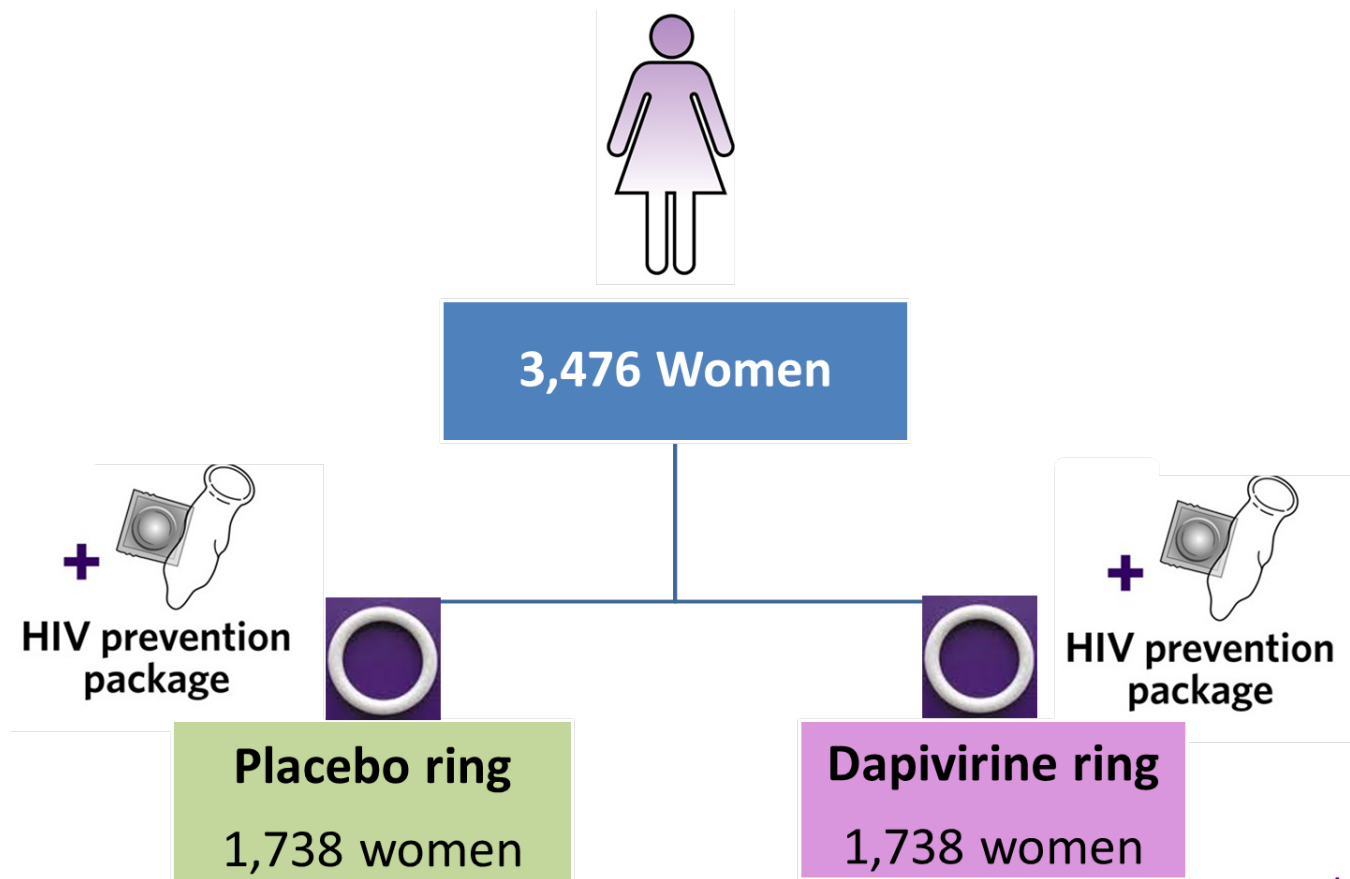 3,476 Women
+
HIV prevention
package
+
HIV prevention
package
Placebo ring
1,738 women
Dapivirine ring
1,738 women